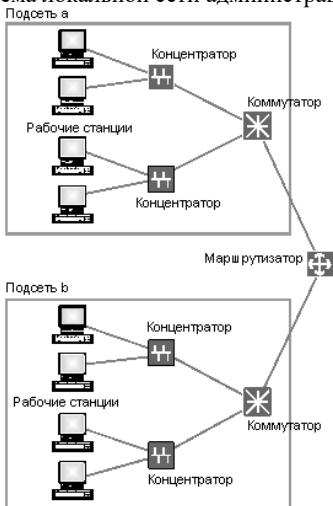 Подсеть a
Концентратор
Коммутатор
Рабочие станции
Концентратор
Маршрутизатор
Подсеть b
Концентратор
Рабочие станции
Коммутатор
Концентратор